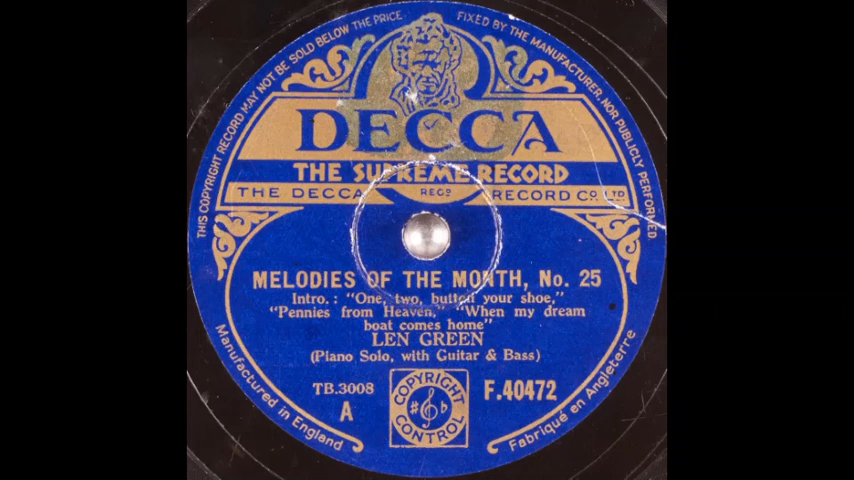 THIS COPYRIGHT RECORD MAY NOT BE SOLD BELOW THE PRICE FIXED BY THE MANUFACTURER, NOR PUBLICLY PERFORMED
DECCA
THE SUPREME RECORD
THE DECCA REGD RECORD CO. LTD
MELODIES OF THE MONTH, No. 25
Intro.: "One, two, button your shoe,"
"Pennies from Heaven," "When my dream
boat comes home"
LEN GREEN
(Piano Solo, with Guitar & Bass)
TB.3008
A
COPYRIGHT
CONTROL
F.40472
Manufactured in England
Fabriqué en Angleterre